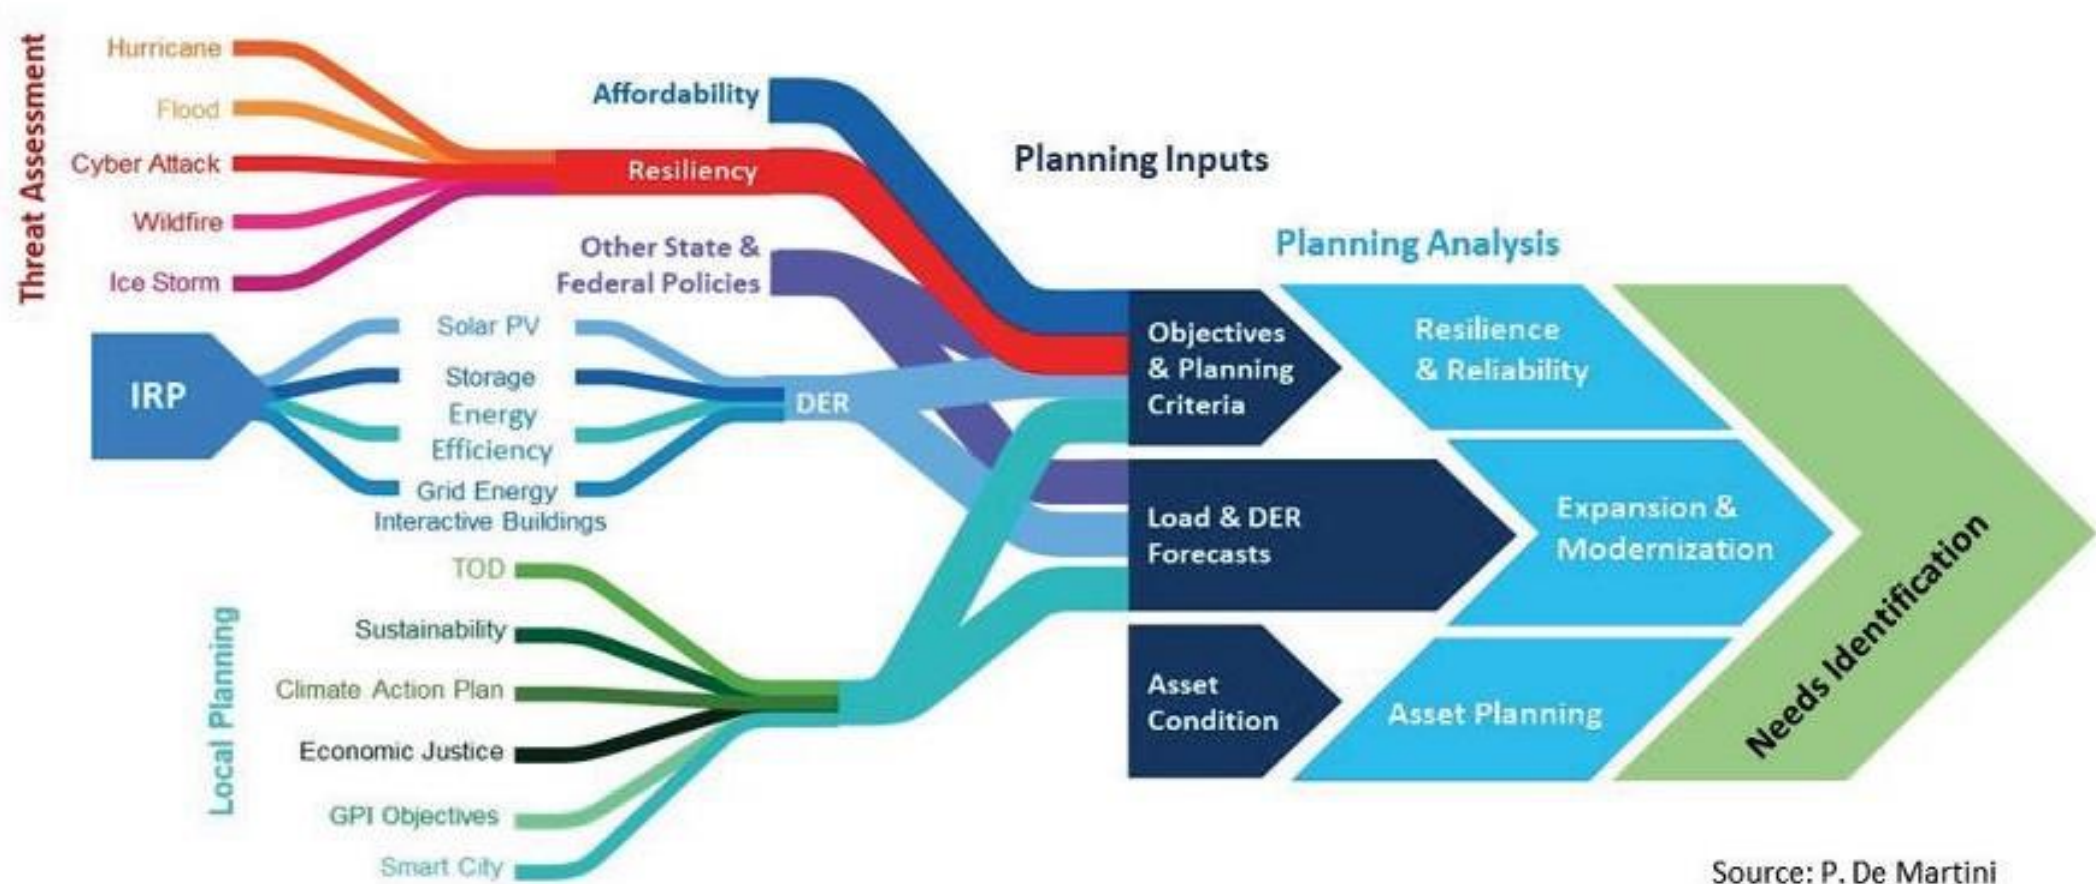 Threat Assessment
Hurricane
Flood
Cyber Attack
Wildfire
Ice Storm
Affordability
Resiliency
Other State &
Federal Policies
IRP
Solar PV
Storage
Energy
Efficiency
Grid Energy
Interactive Buildings
DER
Local Planning
TOD
Sustainability
Climate Action Plan
Economic Justice
GPI Objectives
Smart City
Planning Inputs
Objectives
& Planning
Criteria
Load & DER
Forecasts
Asset
Condition
Planning Analysis
Resilience
& Reliability
Expansion &
Modernization
Asset Planning
Needs Identification
Source: P. De Martini